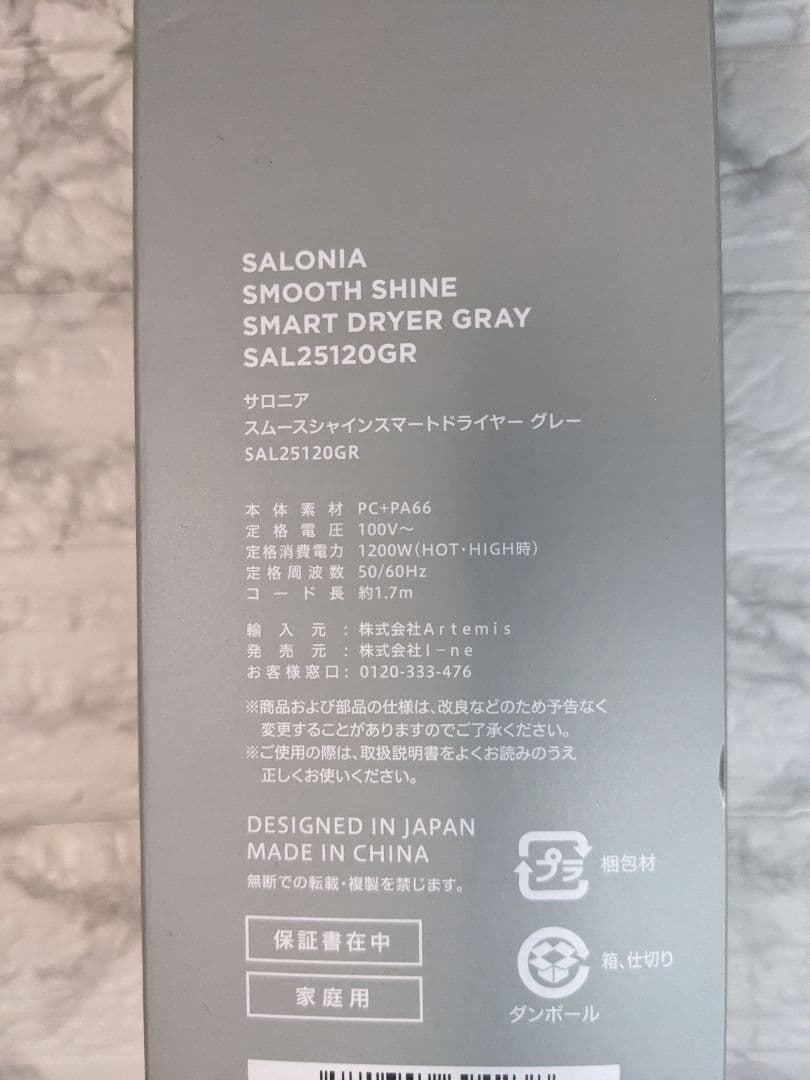 SALONIA
SMOOTH SHINE
SMART DRYER GRAY
SAL25120GR
サロニア
スムースシャインスマートドライヤー グレー
SAL25120GR
本体素材 PC+PA66
定格電圧 100V〜
定格消費電力 1200W(HOT・HIGH時)
定格周波数 50/60Hz
コード長 約1.7m
輸入元:株式会社Artemis
発売元:株式会社I-ne
お客様窓口:0120-333-476
※商品および部品の仕様は、改良などのため予告なく
変更することがありますのでご了承ください。
※ご使用の際は、取扱説明書をよくお読みのうえ
正しくお使いください。
DESIGNED IN JAPAN
MADE IN CHINA
無断での転載・複製を禁じます。
プラ 梱包材
保証書在中
箱、仕切り
家庭用
ダンボール